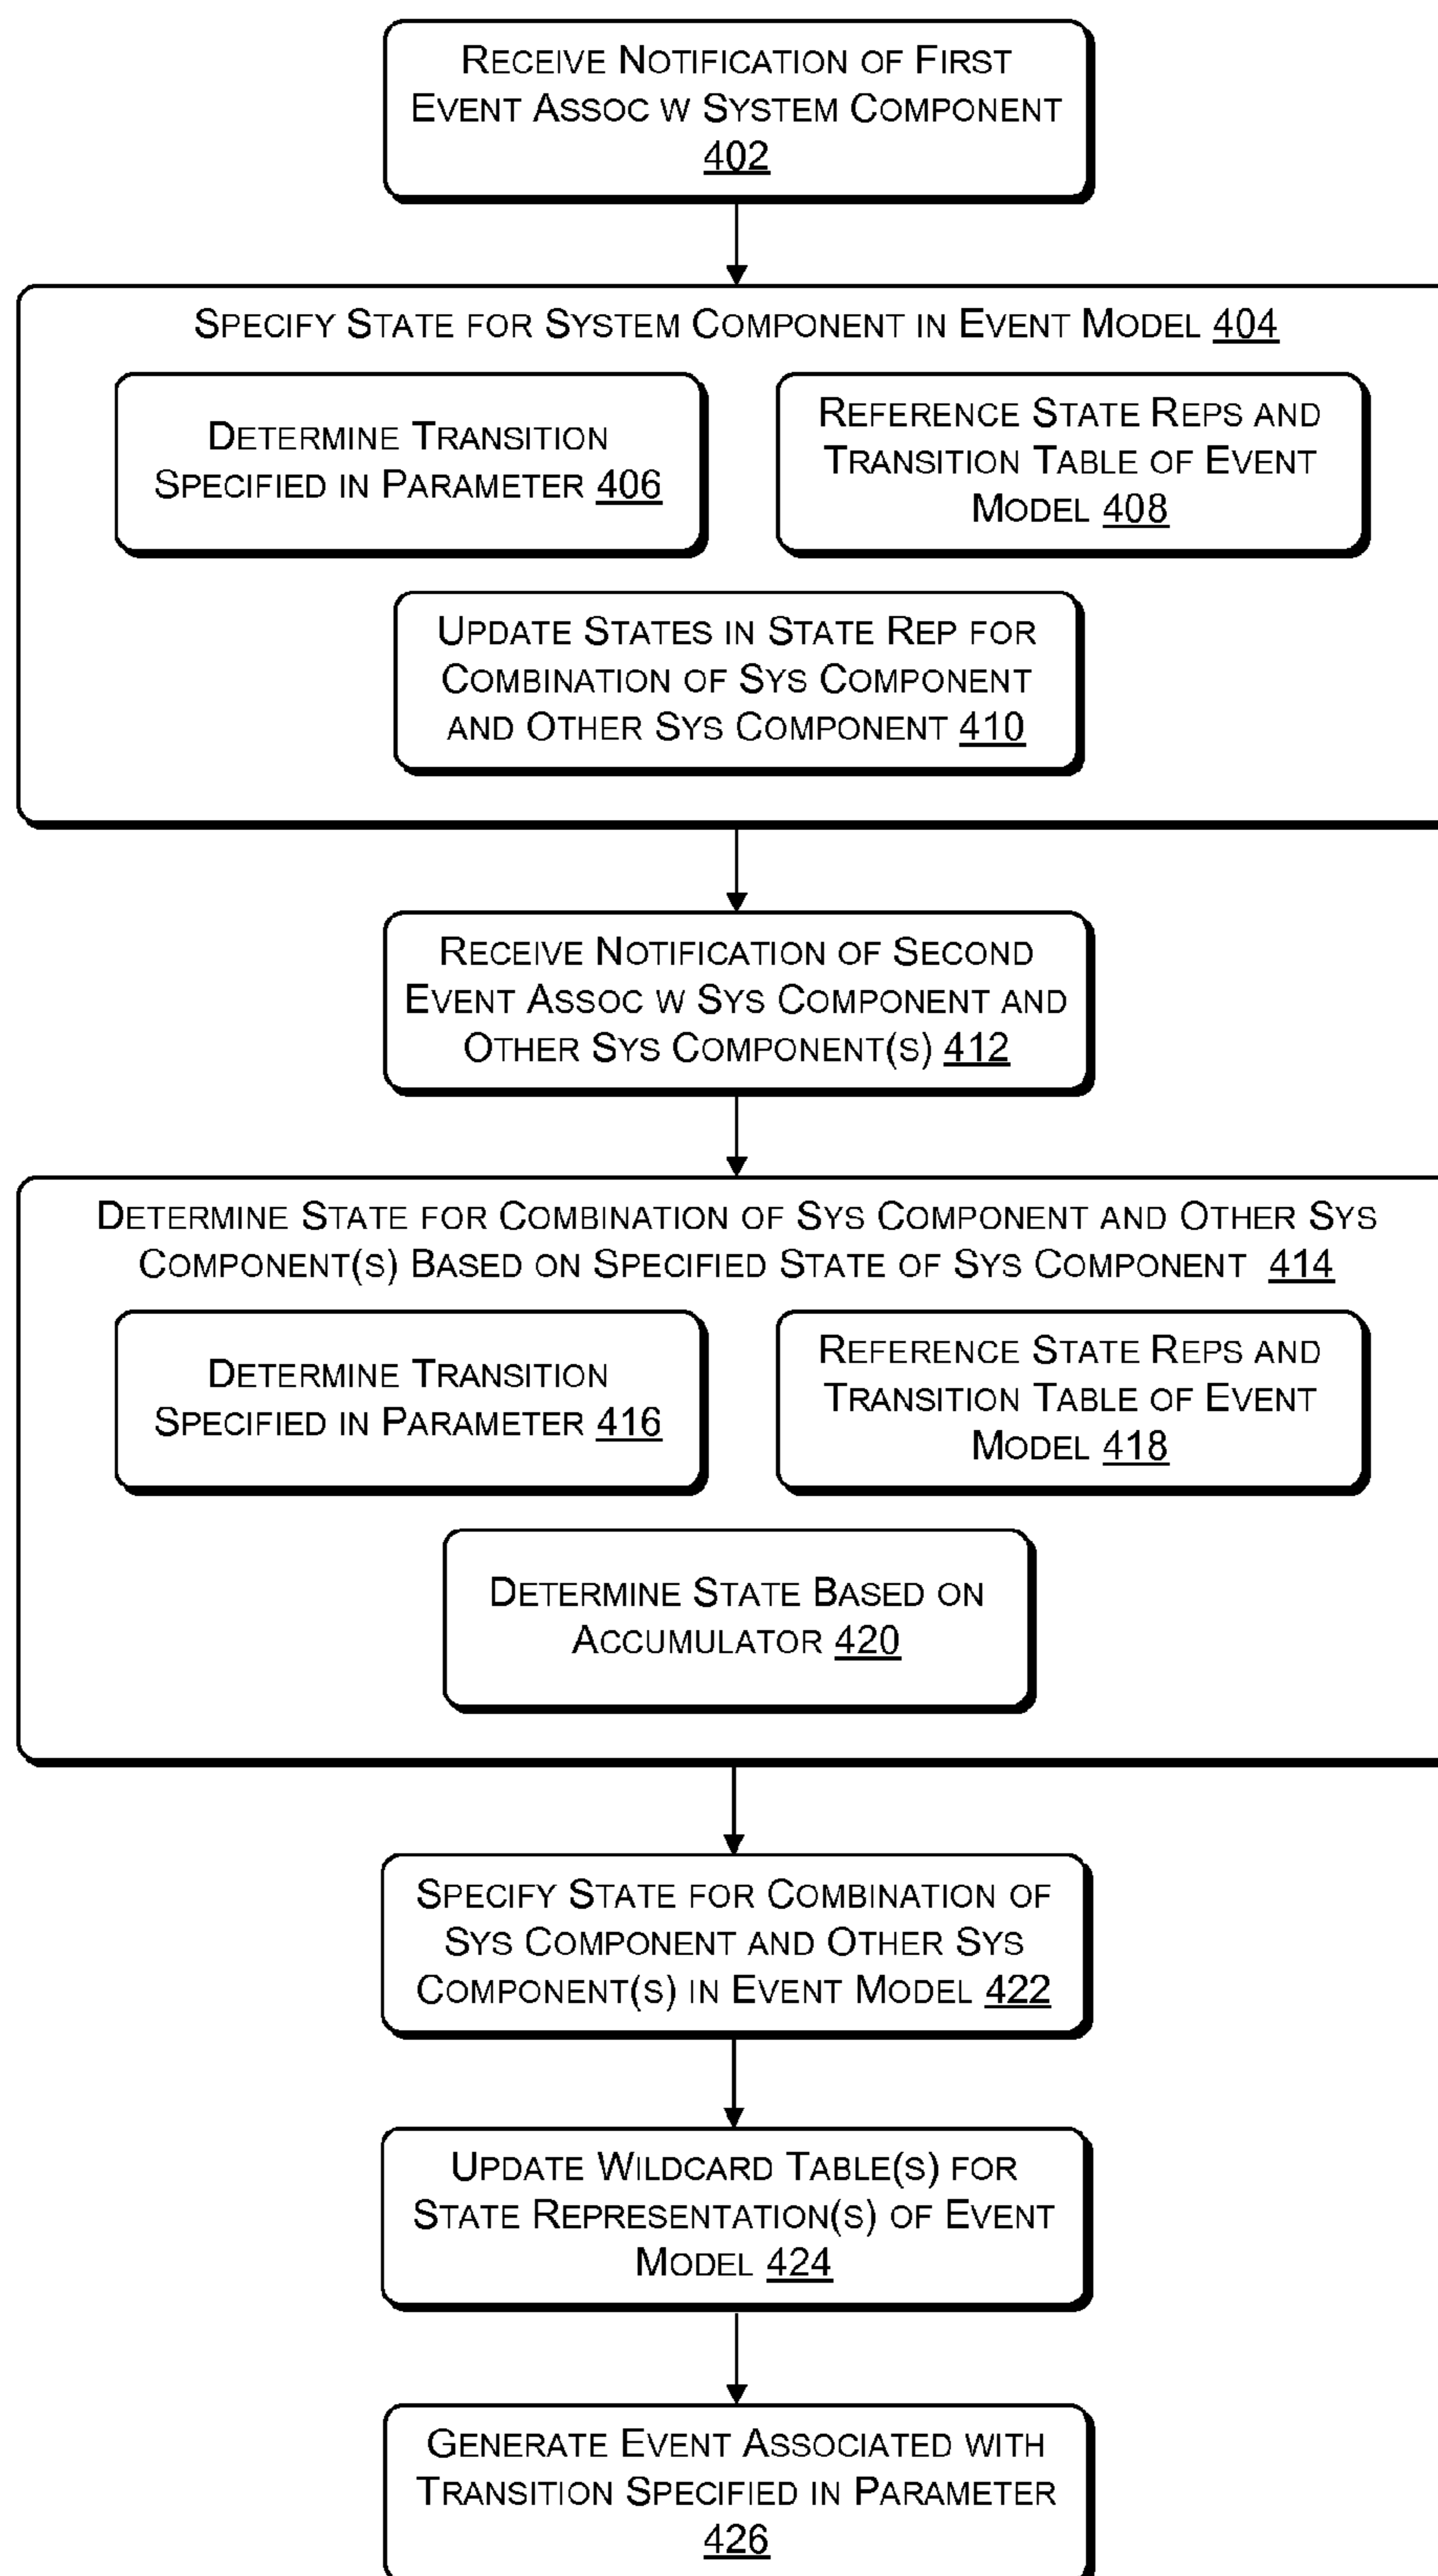 RECEIVE NOTIFICATION OF FIRST
EVENT ASSOC W SYSTEM COMPONENT
402
SPECIFY STATE FOR SYSTEM COMPONENT IN EVENT MODEL 404
DETERMINE TRANSITION
SPECIFIED IN PARAMETER 406
REFERENCE STATE REPS AND
TRANSITION TABLE OF EVENT
MODEL 408
UPDATE STATES IN STATE REP FOR
COMBINATION OF SYS COMPONENT
AND OTHER SYS COMPONENT 410
RECEIVE NOTIFICATION OF SECOND
EVENT ASSOC W SYS COMPONENT AND
OTHER SYS COMPONENT(S) 412
DETERMINE STATE FOR COMBINATION OF SYS COMPONENT AND OTHER SYS
COMPONENT(S) BASED ON SPECIFIED STATE OF SYS COMPONENT 414
DETERMINE TRANSITION
SPECIFIED IN PARAMETER 416
REFERENCE STATE REPS AND
TRANSITION TABLE OF EVENT
MODEL 418
DETERMINE STATE BASED ON
ACCUMULATOR 420
SPECIFY STATE FOR COMBINATION OF
SYS COMPONENT AND OTHER SYS
COMPONENT(S) IN EVENT MODEL 422
UPDATE WILDCARD TABLE(S) FOR
STATE REPRESENTATION(S) OF EVENT
MODEL 424
GENERATE EVENT ASSOCIATED WITH
TRANSITION SPECIFIED IN PARAMETER
426